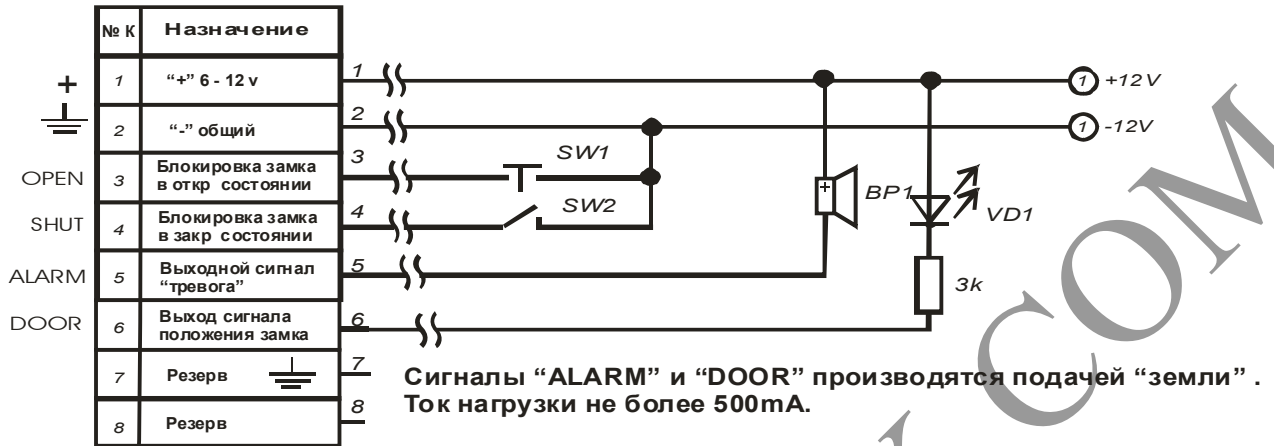 № К Назначение
+ 1 “+” 6 - 12 v 1 1 +12V
2 “-” общий 2 1 -12V
OPEN 3 Блокировка замка в откр состоянии 3 SW1
SHUT 4 Блокировка замка в закр состоянии 4 SW2
BP1 VD1
ALARM 5 Выходной сигнал “тревога” 5 3k
DOOR 6 Выход сигнала положения замка 6
7 Резерв 7
8 Резерв 8
Сигналы “ALARM” и “DOOR” производятся подачей “земли” .
Ток нагрузки не более 500mA.
COM